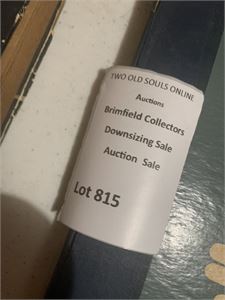 TWO OLD SOULS ONLINE
Auctions
Brimfield Collectors
Downsizing Sale
Auction Sale
Lot 815